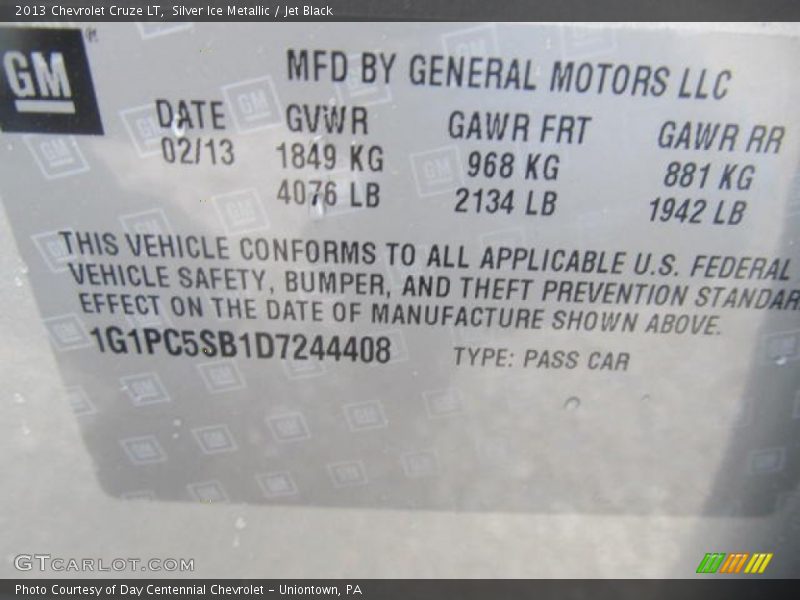 2013 Chevrolet Cruze LT,  Silver Ice Metallic / Jet Black
GM
MFD BY GENERAL MOTORS LLC
DATE GVWR GAWR FRT GAWR RR
02/13 1849 KG 968 KG 881 KG
4076 LB 2134 LB 1942 LB
THIS VEHICLE CONFORMS TO ALL APPLICABLE U.S. FEDERAL
VEHICLE SAFETY, BUMPER, AND THEFT PREVENTION STANDAR
EFFECT ON THE DATE OF MANUFACTURE SHOWN ABOVE.
1G1PC5SB1D7244408 TYPE: PASS CAR
GTCARLOT.COM
Photo Courtesy of Day Centennial Chevrolet - Uniontown, PA